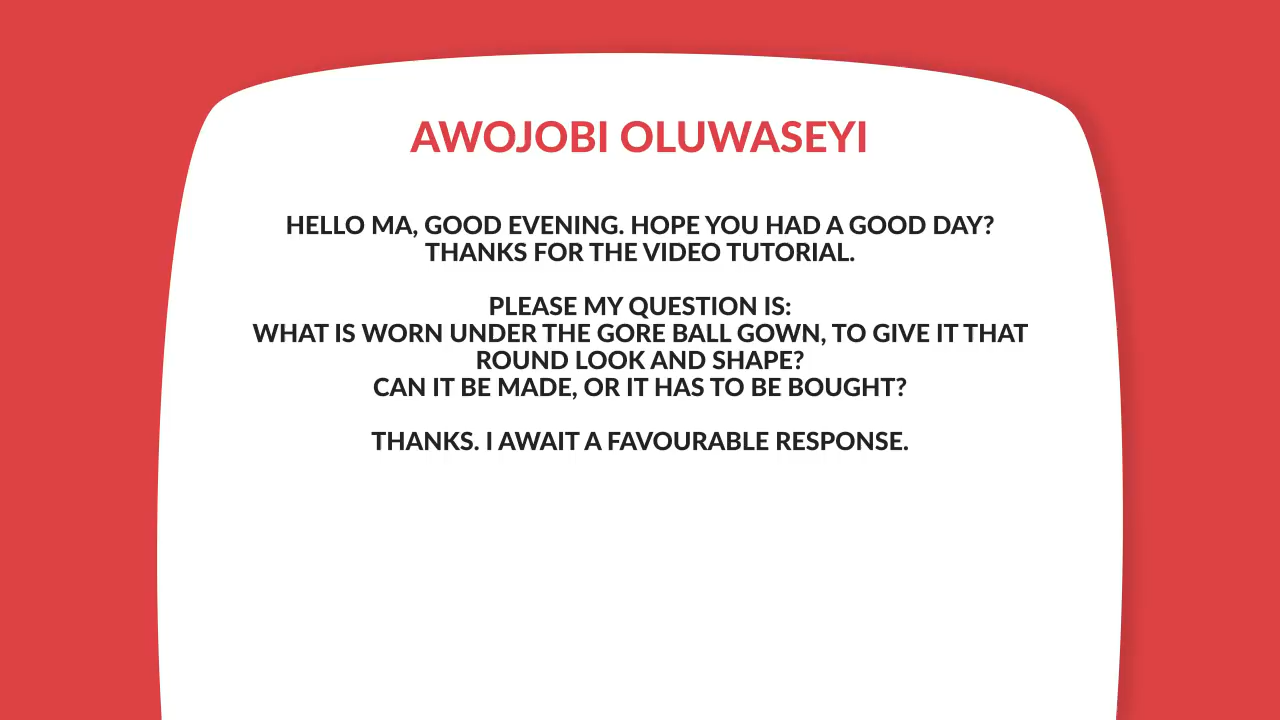 AWOJOBI OLUWASEYI
HELLO MA, GOOD EVENING. HOPE YOU HAD A GOOD DAY?
THANKS FOR THE VIDEO TUTORIAL.
PLEASE MY QUESTION IS:
WHAT IS WORN UNDER THE GORE BALL GOWN, TO GIVE IT THAT
ROUND LOOK AND SHAPE?
CAN IT BE MADE, OR IT HAS TO BE BOUGHT?
THANKS. I AWAIT A FAVOURABLE RESPONSE.